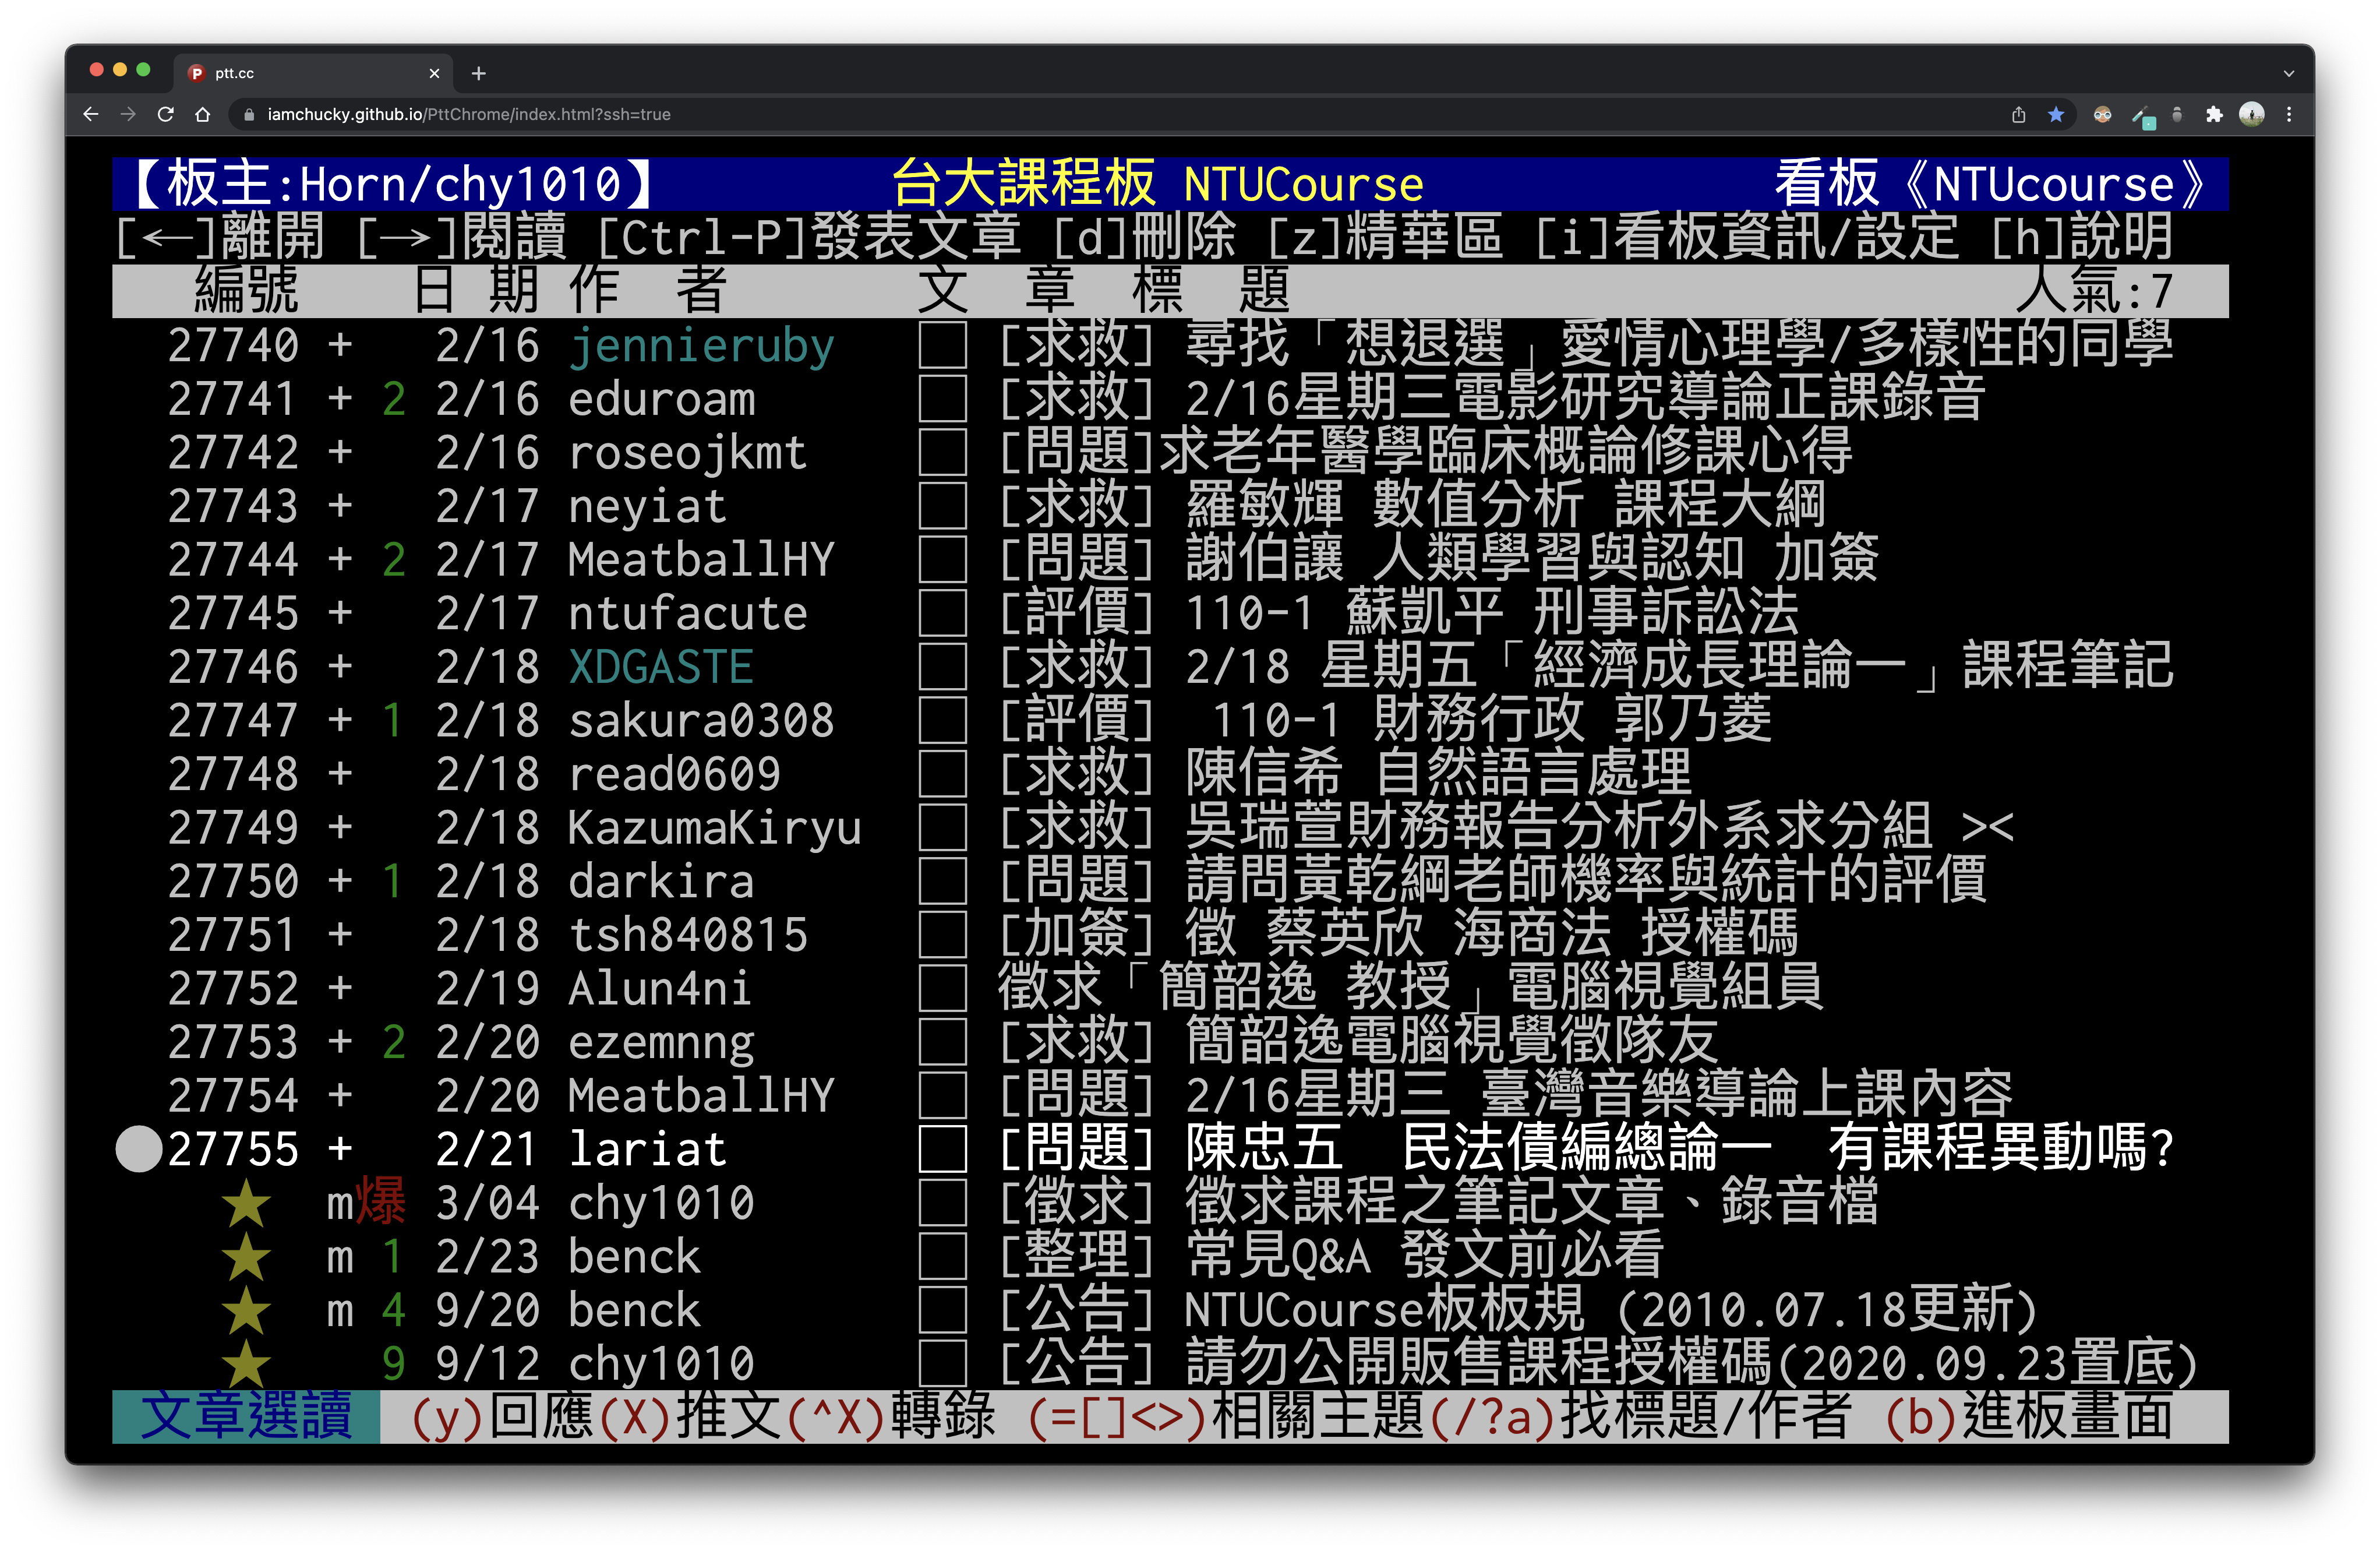 ptt.cc
iamchucky.github.io/PttChrome/index.html?ssh=true
【板主:Horn/chy1010】 台大課程板 NTUCourse 看板《NTUcourse》
[←]離開 [→]閱讀 [Ctrl-P]發表文章 [d]刪除 [z]精華區 [i]看板資訊/設定 [h]說明
編號 日 期 作 者 文 章 標 題 人氣:7
27740 + 2/16 jennieruby □ [求救] 尋找「想退選」愛情心理學/多樣性的同學
27741 + 2 2/16 eduroam □ [求救] 2/16星期三電影研究導論正課錄音
27742 + 2/16 roseojkmt □ [問題]求老年醫學臨床概論修課心得
27743 + 2/17 neyiat □ [求救] 羅敏輝 數值分析 課程大綱
27744 + 2 2/17 MeatballHY □ [問題] 謝伯讓 人類學習與認知 加簽
27745 + 2/17 ntufacute □ [評價] 110-1 蘇凱平 刑事訴訟法
27746 + 2/18 XDGASTE □ [求救] 2/18 星期五「經濟成長理論一」課程筆記
27747 + 1 2/18 sakura0308 □ [評價] 110-1 財務行政 郭乃菱
27748 + 2/18 read0609 □ [求救] 陳信希 自然語言處理
27749 + 2/18 KazumaKiryu □ [求救] 吳瑞萱財務報告分析外系求分組 ><
27750 + 1 2/18 darkira □ [問題] 請問黃乾綱老師機率與統計的評價
27751 + 2/18 tsh840815 □ [加簽] 徵 蔡英欣 海商法 授權碼
27752 + 2/19 Alun4ni □ 徵求「簡韶逸 教授」電腦視覺組員
27753 + 2 2/20 ezemnng □ [求救] 簡韶逸電腦視覺徵隊友
27754 + 2/20 MeatballHY □ [問題] 2/16星期三 臺灣音樂導論上課內容
●27755 + 2/21 lariat □ [問題] 陳忠五 民法債編總論一 有課程異動嗎?
★ m爆 3/04 chy1010 □ [徵求] 徵求課程之筆記文章、錄音檔
★ m 1 2/23 benck □ [整理] 常見Q&A 發文前必看
★ m 4 9/20 benck □ [公告] NTUCourse板板規 (2010.07.18更新)
★ 9 9/12 chy1010 □ [公告] 請勿公開販售課程授權碼(2020.09.23置底)
文章選讀 (y)回應(X)推文(^X)轉錄 (=[]<>)相關主題(/?a)找標題/作者 (b)進板畫面